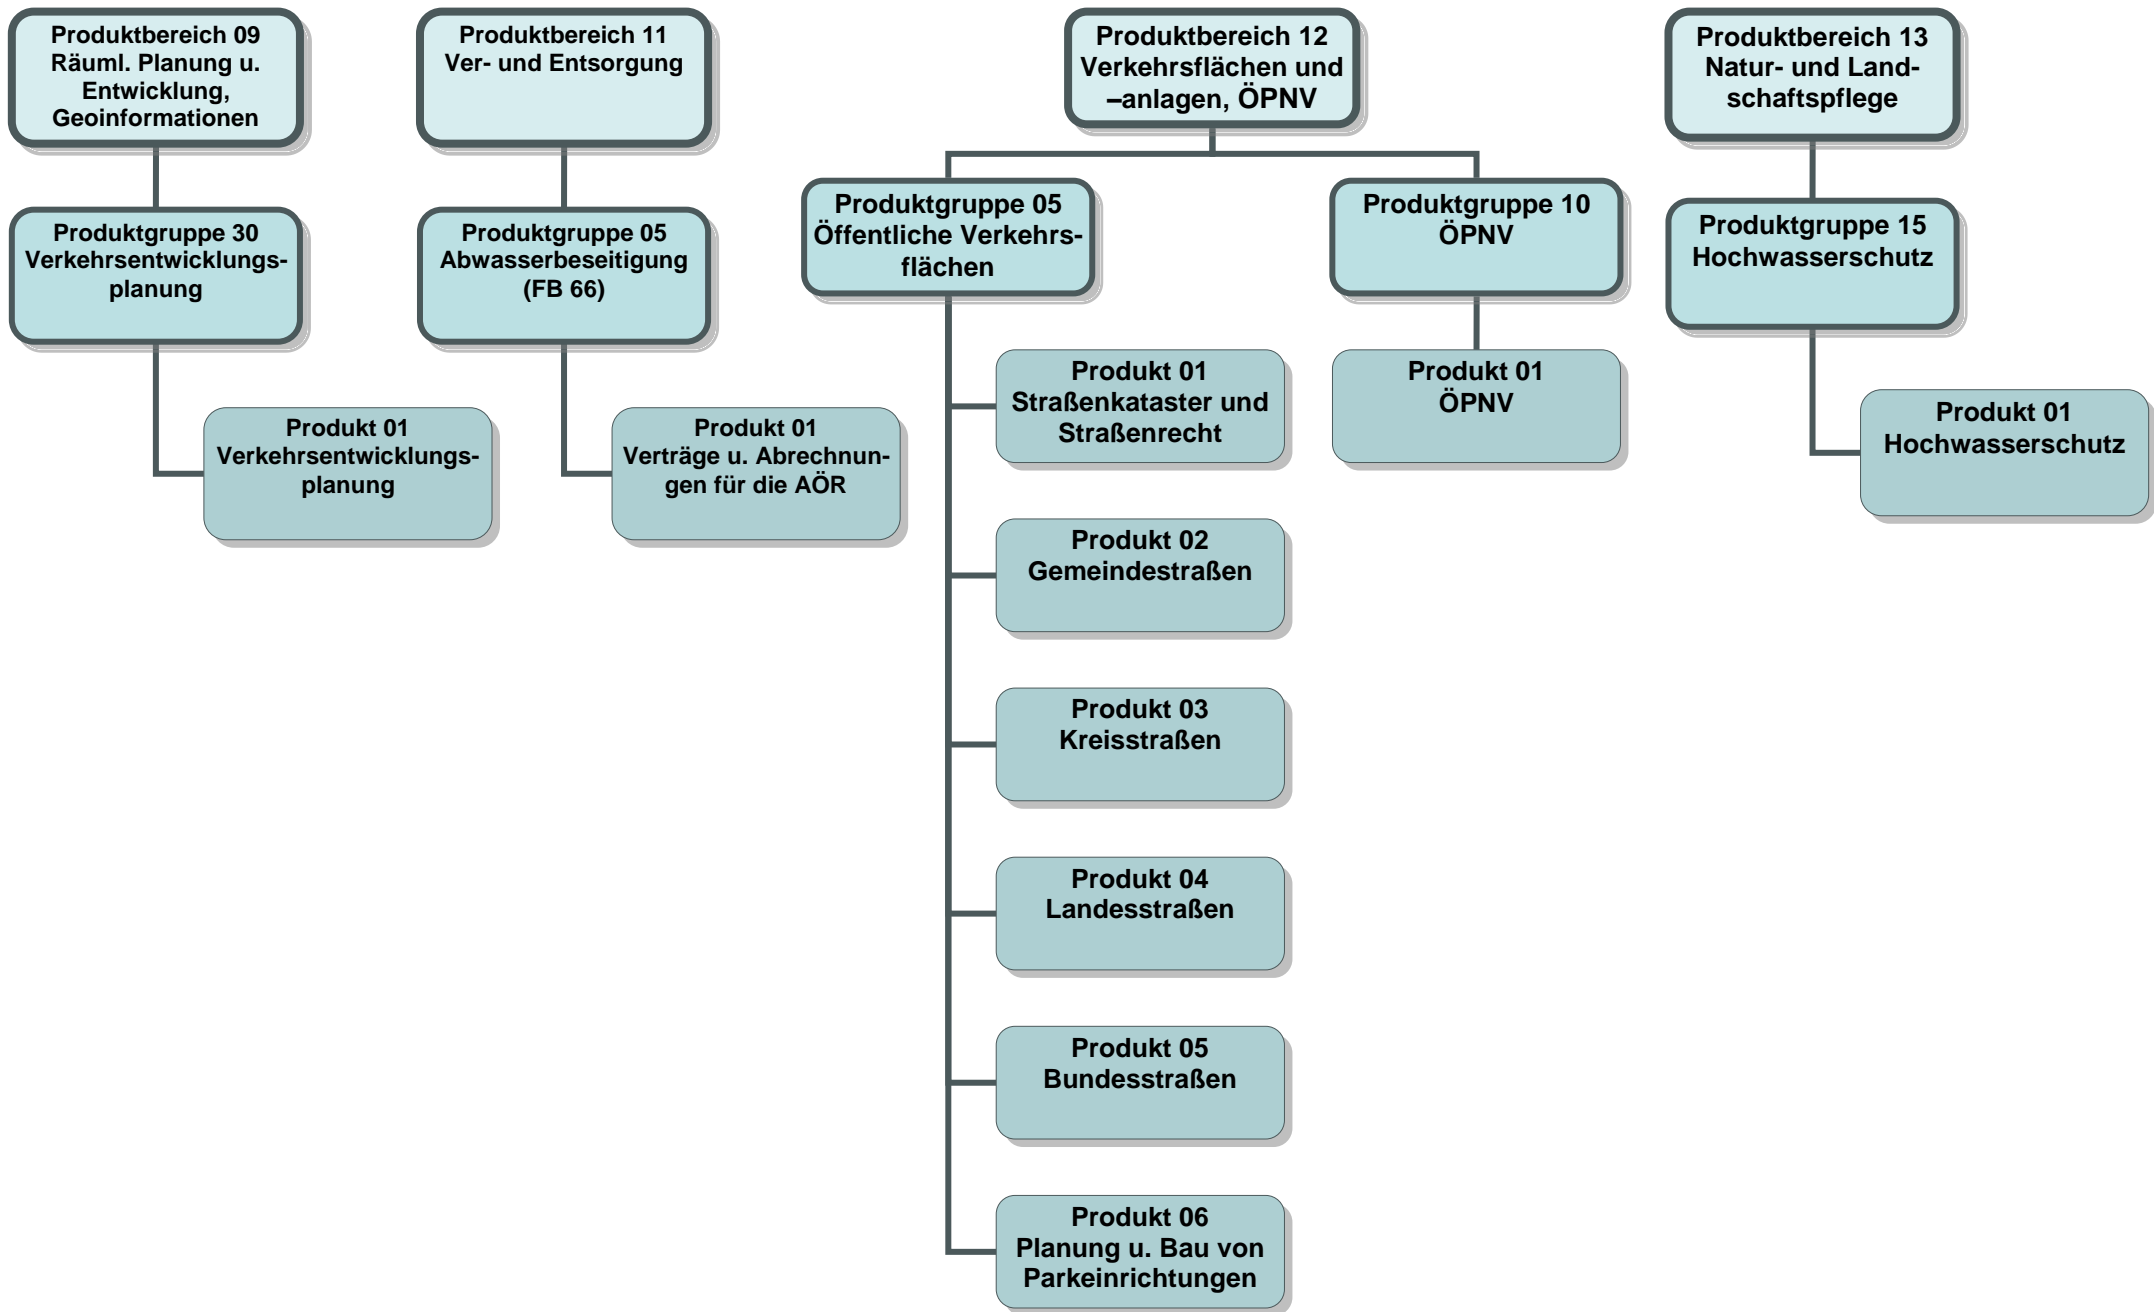 Produktbereich 09
Räuml. Planung u.
Entwicklung,
Geoinformationen
Produktbereich 11
Ver- und Entsorgung
Produktbereich 12
Verkehrsflächen und
–anlagen, ÖPNV
Produktbereich 13
Natur- und Land-
schaftspflege
Produktgruppe 30
Verkehrsentwicklungs-
planung
Produktgruppe 05
Abwasserbeseitigung
(FB 66)
Produktgruppe 05
Öffentliche Verkehrs-
flächen
Produktgruppe 10
ÖPNV
Produktgruppe 15
Hochwasserschutz
Produkt 01
Verkehrsentwicklungs-
planung
Produkt 01
Verträge u. Abrechnun-
gen für die AÖR
Produkt 01
Straßenkataster und
Straßenrecht
Produkt 01
ÖPNV
Produkt 01
Hochwasserschutz
Produkt 02
Gemeindestraßen
Produkt 03
Kreisstraßen
Produkt 04
Landesstraßen
Produkt 05
Bundesstraßen
Produkt 06
Planung u. Bau von
Parkeinrichtungen